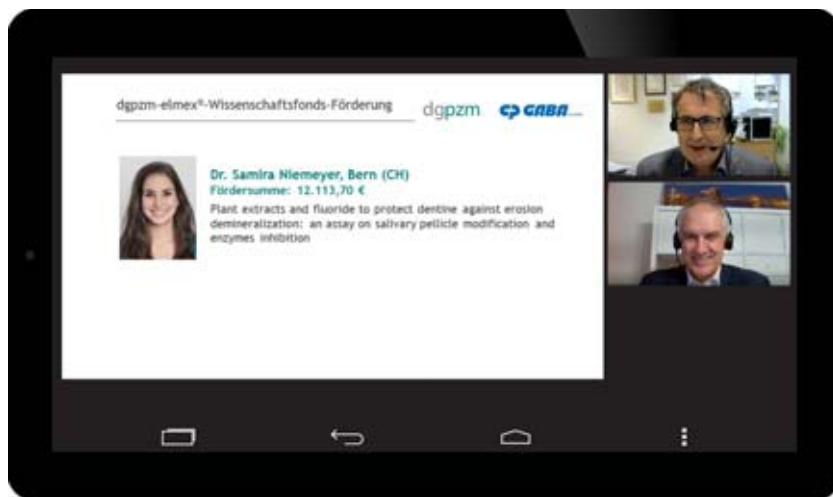 dgpzm-elmex®-Wissenschaftsfonds-Förderung
dgpzm
CP GABA
Dr. Samira Niemeyer, Bern (CH)
Fördersumme: 12.113,70 €
Plant extracts and fluoride to protect dentine against erosion
demineralization: an assay on salivary pellicle modification and
enzymes inhibition